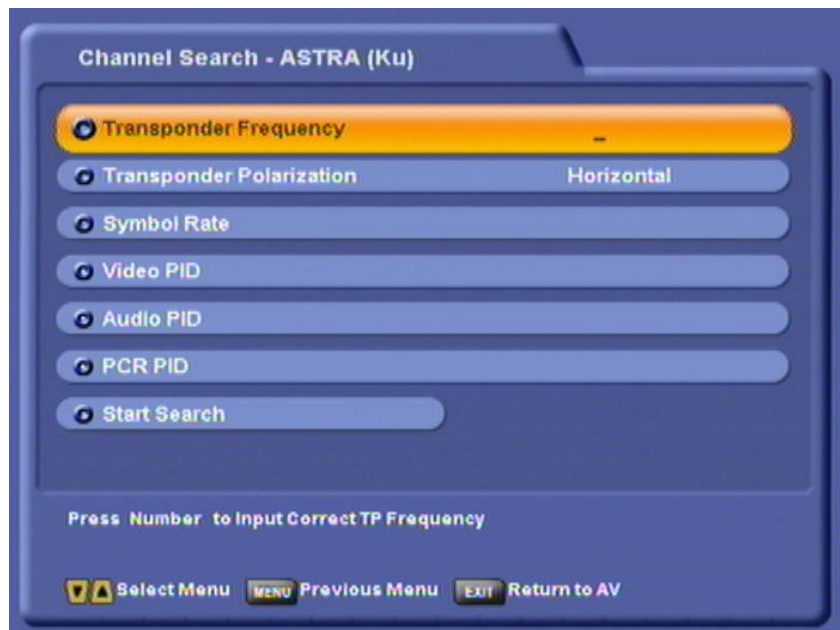 Channel Search - ASTRA (Ku)
Transponder Frequency _
Transponder Polarization Horizontal
Symbol Rate
Video PID
Audio PID
PCR PID
Start Search
Press Number to Input Correct TP Frequency
Select Menu MENU Previous Menu EXIT Return to AV